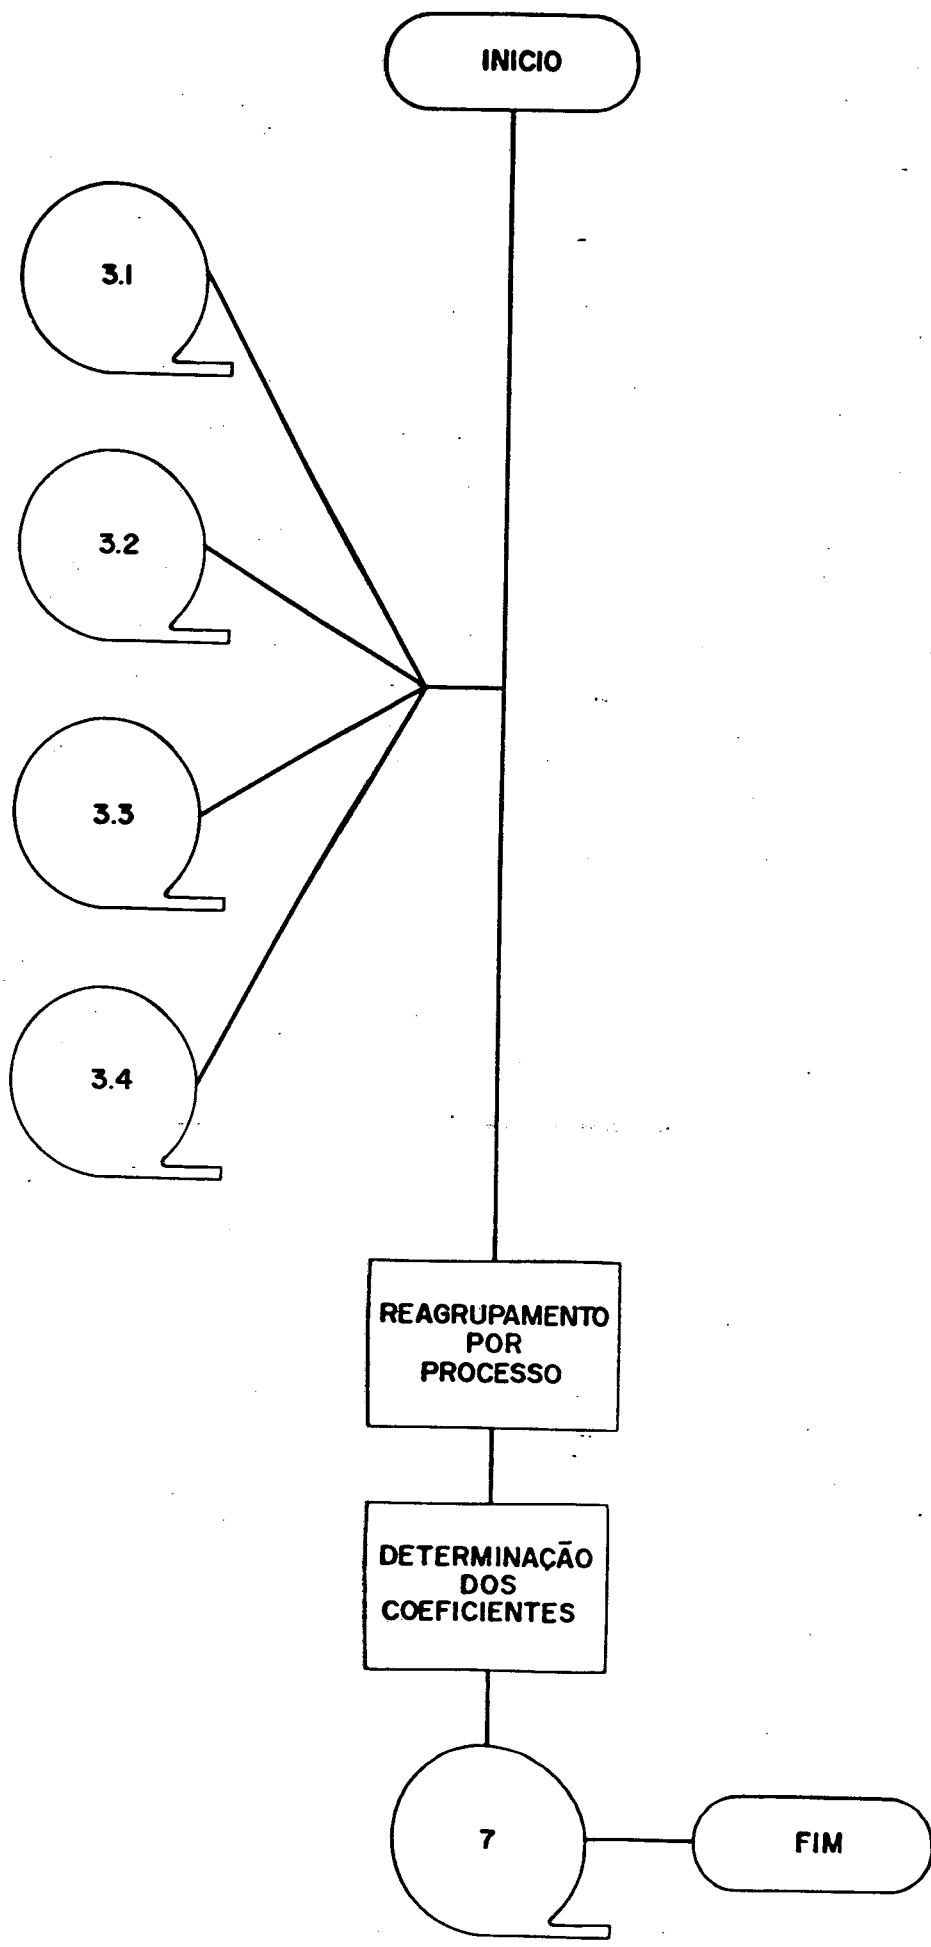 INICIO
3.1
3.2
3.3
3.4
REAGRUPAMENTO
POR
PROCESSO
DETERMINAÇÃO
DOS
COEFICIENTES
7
FIM